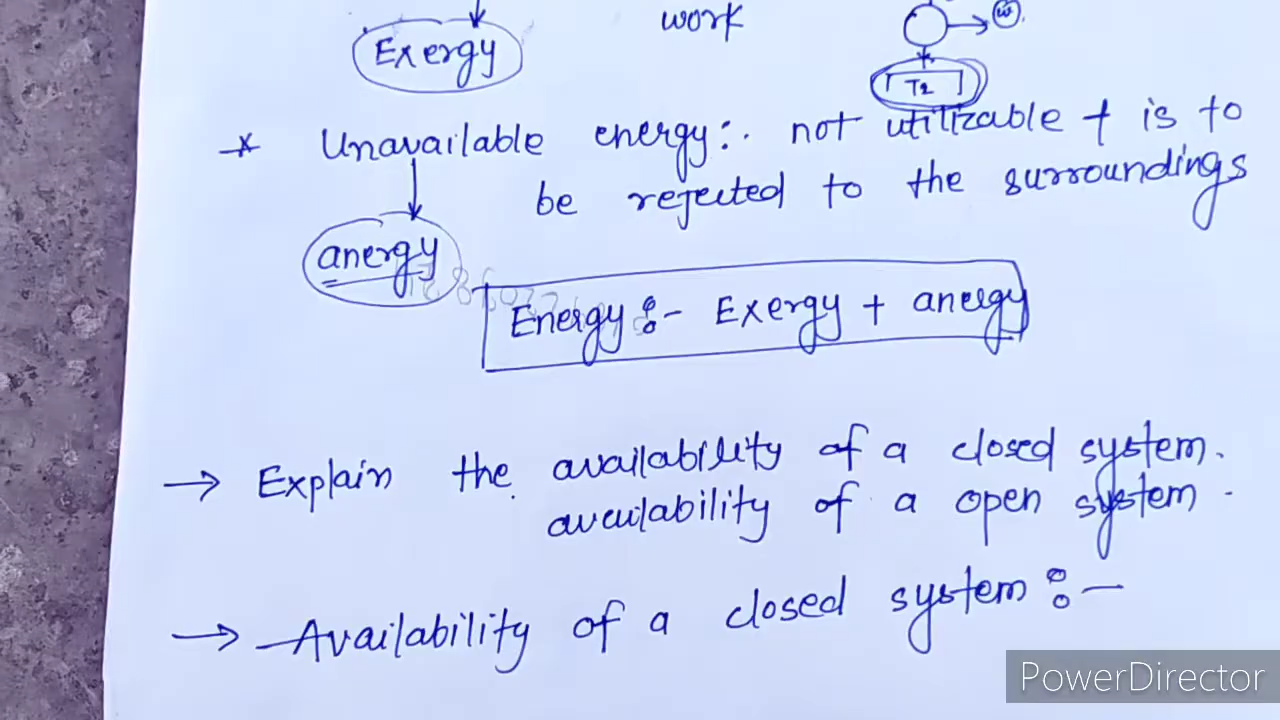 work
W
Exergy
T2
* Unavailable energy:. not utilizable + is to
be rejected to the surroundings
anergy
Energy :- Exergy + anergy
→ Explain the availability of a closed system.
availability of a open system.
→ Availability of a closed system :-
PowerDirector